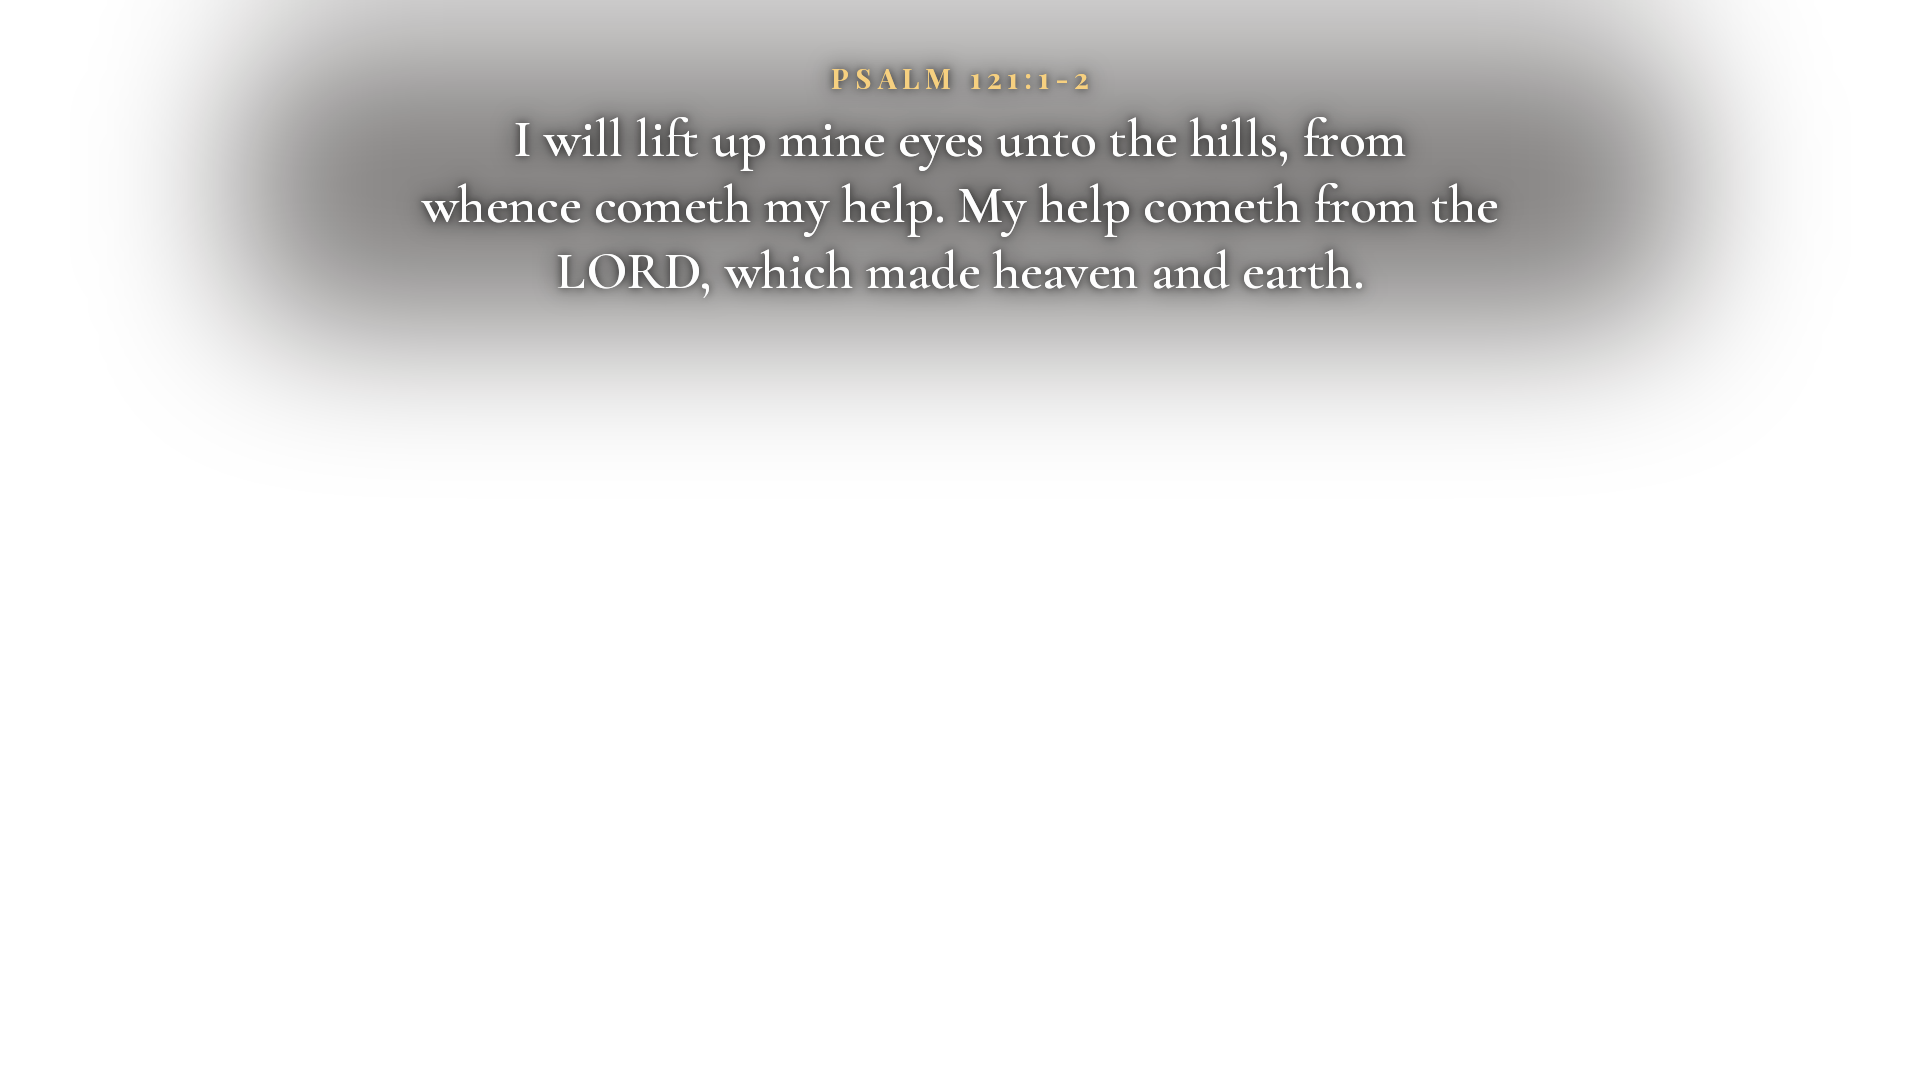 PSALM 121:1-2
I will lift up mine eyes unto the hills, from
whence cometh my help. My help cometh from the
LORD, which made heaven and earth.